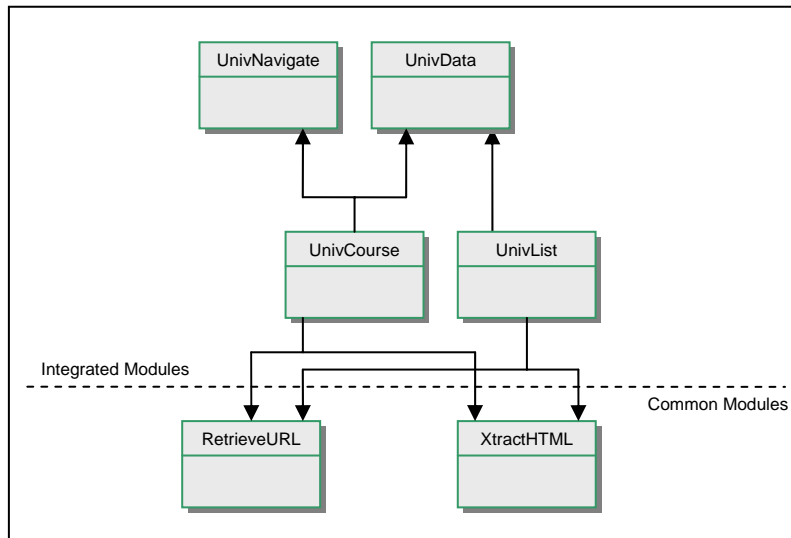 UnivNavigate
UnivData
UnivCourse
UnivList
Integrated Modules
Common Modules
RetrieveURL
XtractHTML